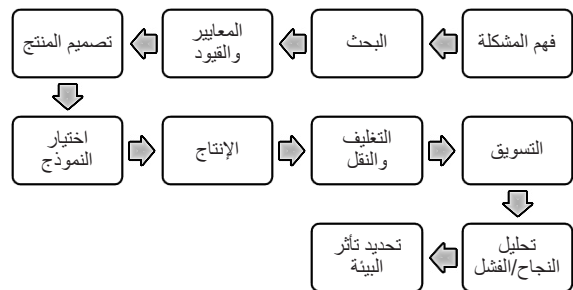 فهم المشكلة
البحث
المعايير
والقيود
تصميم المنتج
اختيار
النموذج
الإنتاج
التغليف
والنقل
التسويق
تحليل
النجاح/الفشل
تحديد تأثر
البيئة